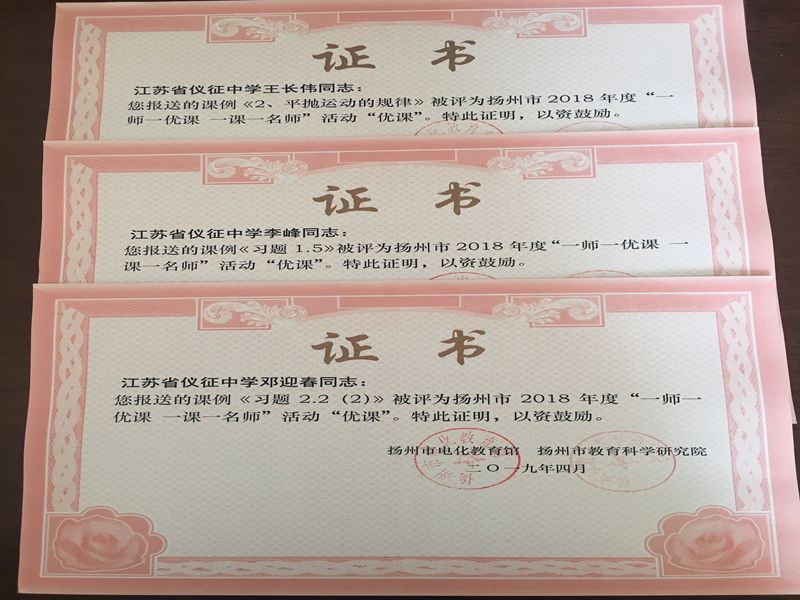 证书
江苏省仪征中学王长伟同志：
您报送的课例《2、平抛运动的规律》被评为扬州市 2018 年度“一
师一优课 一课一名师”活动“优课”。特此证明，以资鼓励。
证书
江苏省仪征中学李峰同志：
您报送的课例《习题 1.5》被评为扬州市 2018 年度“一师一优课 一
课一名师”活动“优课”。特此证明，以资鼓励。
证书
江苏省仪征中学邓迎春同志：
您报送的课例《习题 2.2 (2)》被评为扬州市 2018 年度“一师一
优课 一课一名师”活动“优课”。特此证明，以资鼓励。
扬州市电化教育馆 扬州市教育科学研究院
二〇一九年四月